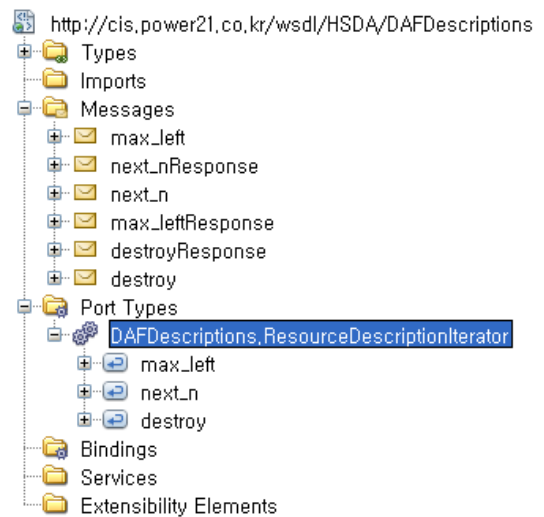 http://cis.power21.co.kr/wsdl/HSDA/DAFDescriptions
Types
Imports
Messages
max_left
next_nResponse
next_n
max_leftResponse
destroyResponse
destroy
Port Types
DAFDescriptions.ResourceDescriptionIterator
max_left
next_n
destroy
Bindings
Services
Extensibility Elements